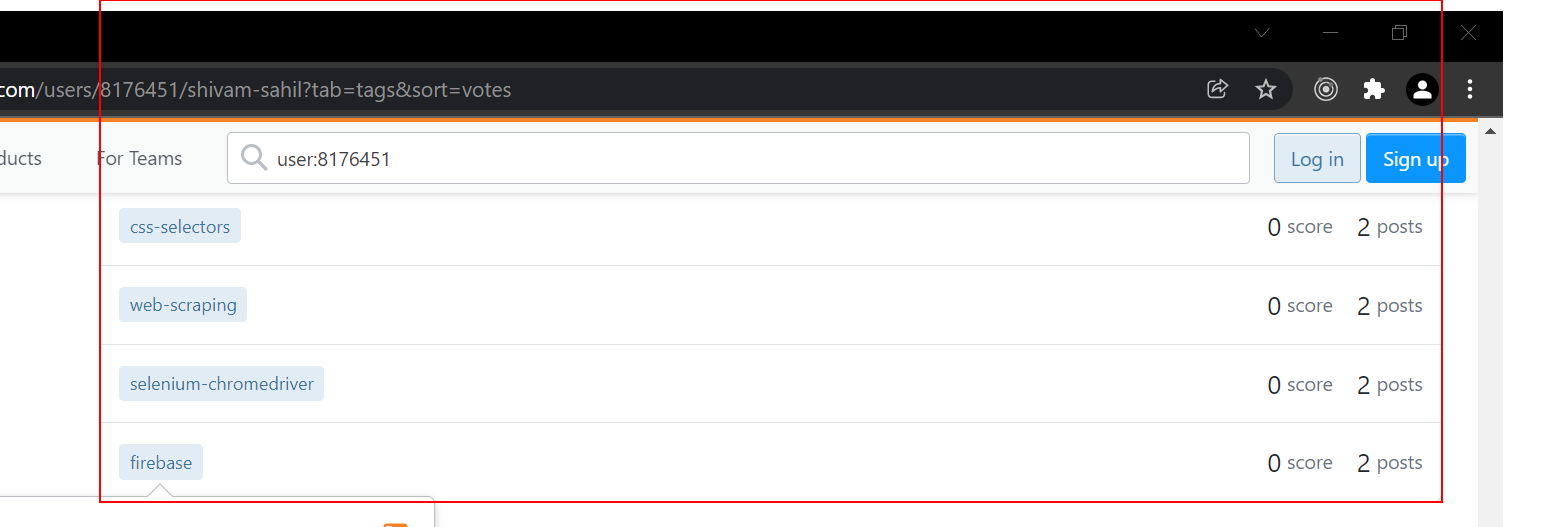 com/users/8176451/shivam-sahil?tab=tags&sort=votes
ducts For Teams user:8176451 Log in Sign up
css-selectors 0 score 2 posts
web-scraping 0 score 2 posts
selenium-chromedriver 0 score 2 posts
firebase 0 score 2 posts